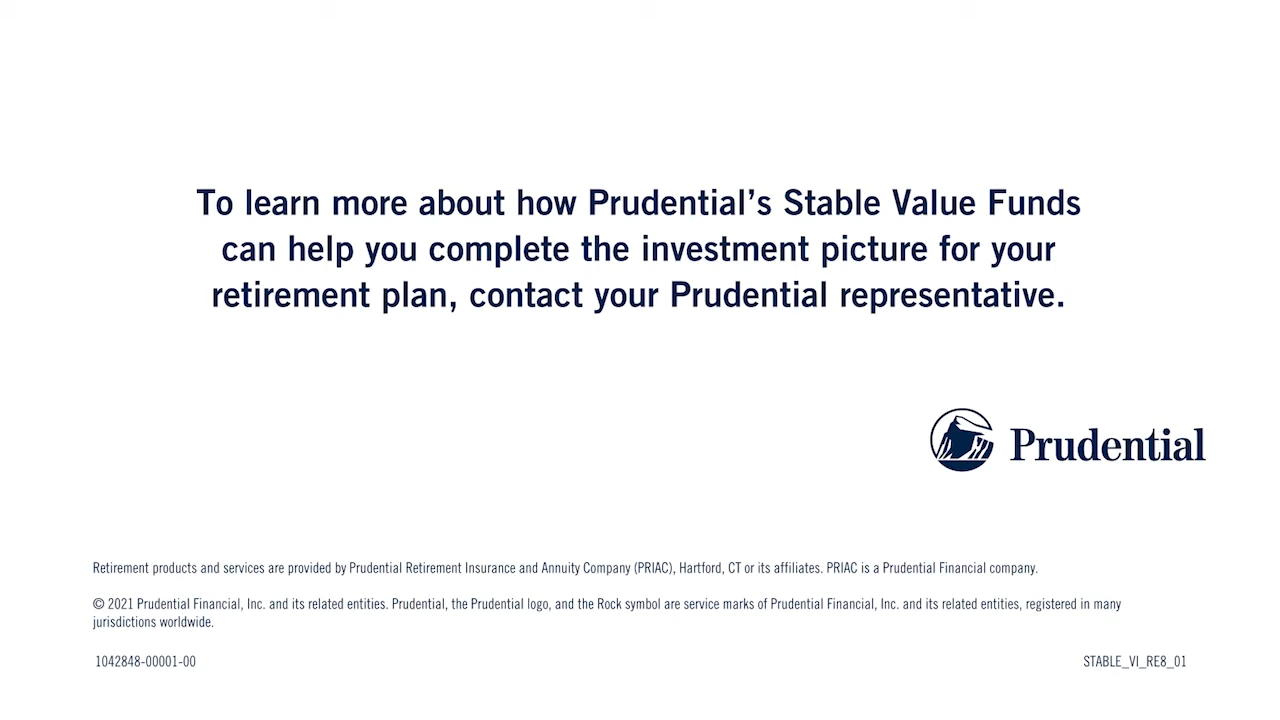 To learn more about how Prudential’s Stable Value Funds
can help you complete the investment picture for your
retirement plan, contact your Prudential representative.
Prudential
Retirement products and services are provided by Prudential Retirement Insurance and Annuity Company (PRIAC), Hartford, CT or its affiliates. PRIAC is a Prudential Financial company.
© 2021 Prudential Financial, Inc. and its related entities. Prudential, the Prudential logo, and the Rock symbol are service marks of Prudential Financial, Inc. and its related entities, registered in many
jurisdictions worldwide.
1042848-00001-00
STABLE_VI_RE8_01